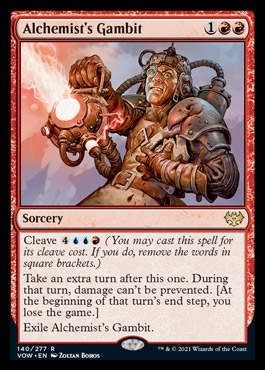 Alchemist's Gambit 1
Sorcery
Cleave 4 (You may cast this spell for
its cleave cost. If you do, remove the words in
square brackets.)
Take an extra turn after this one. During
that turn, damage can't be prevented. [At
the beginning of that turn's end step, you
lose the game.]
Exile Alchemist's Gambit.
140/277 R
VOW • EN ZOLTAN BOROS
™ & © 2021 Wizards of the Coast